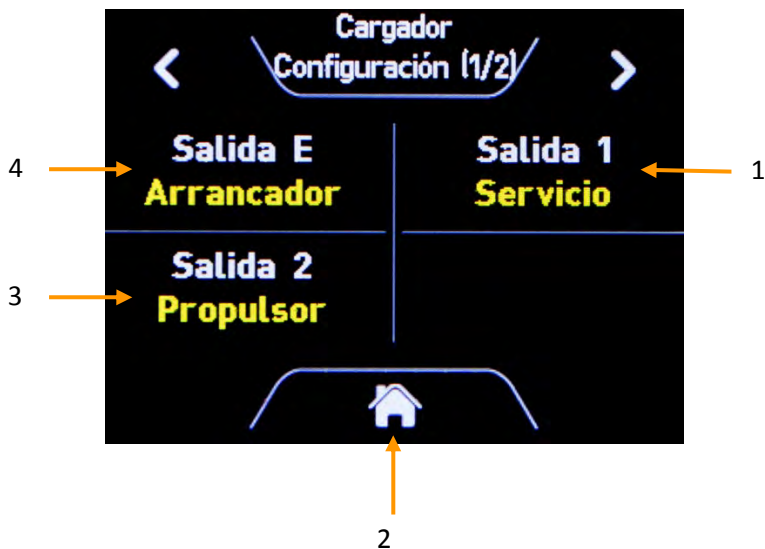 Cargador
Configuración (1/2)
4
Salida E
Arrancador
Salida 1
Servicio
1
3
Salida 2
Propulsor
2